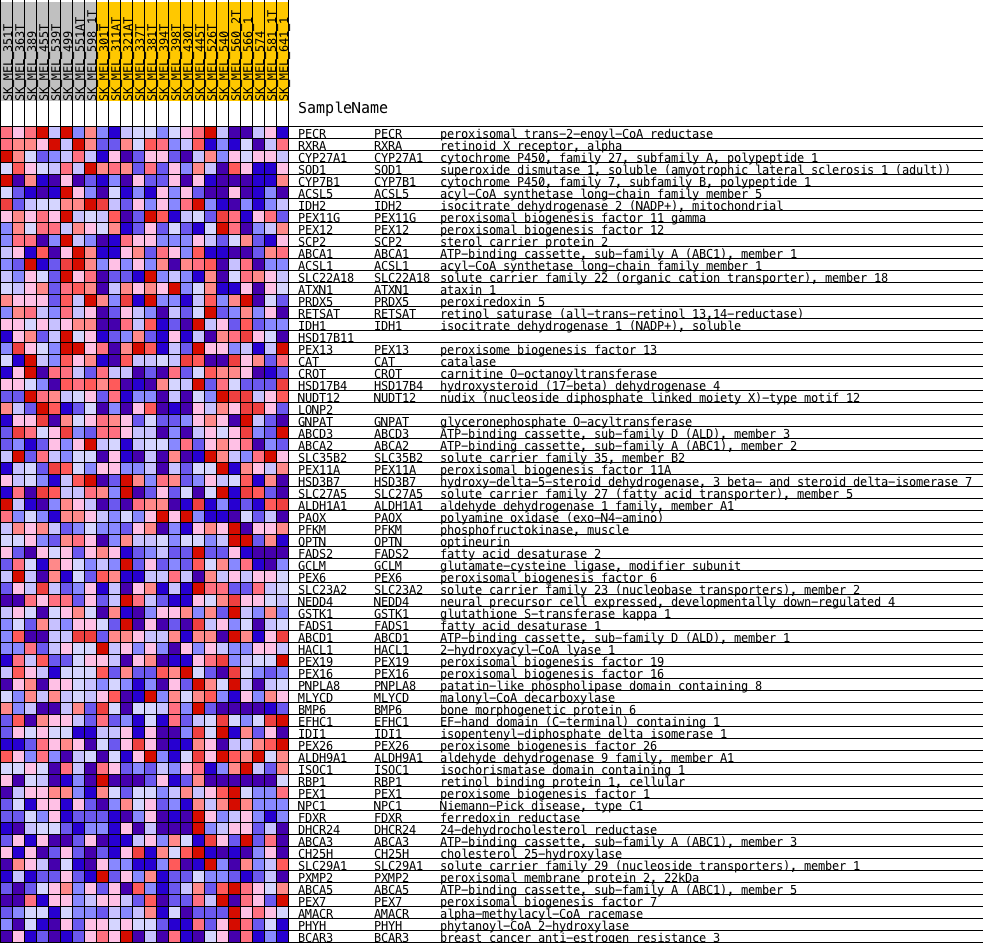 SK_MEL_351T
SK_MEL_363T
SK_MEL_389
SK_MEL_455T
SK_MEL_539T
SK_MEL_499
SK_MEL_551AT
SK_MEL_598_1T
SK_MEL_301T
SK_MEL_311AT
SK_MEL_321AT
SK_MEL_337T
SK_MEL_381T
SK_MEL_394T
SK_MEL_398T
SK_MEL_430T
SK_MEL_445T
SK_MEL_526T
SK_MEL_540
SK_MEL_560_2T
SK_MEL_566_1
SK_MEL_574
SK_MEL_581_1T
SK_MEL_641_1
SampleName
PECR PECR peroxisomal trans-2-enoyl-CoA reductase
RXRA RXRA retinoid X receptor, alpha
CYP27A1 CYP27A1 cytochrome P450, family 27, subfamily A, polypeptide 1
SOD1 SOD1 superoxide dismutase 1, soluble (amyotrophic lateral sclerosis 1 (adult))
CYP7B1 CYP7B1 cytochrome P450, family 7, subfamily B, polypeptide 1
ACSL5 ACSL5 acyl-CoA synthetase long-chain family member 5
IDH2 IDH2 isocitrate dehydrogenase 2 (NADP+), mitochondrial
PEX11G PEX11G peroxisomal biogenesis factor 11 gamma
PEX12 PEX12 peroxisomal biogenesis factor 12
SCP2 SCP2 sterol carrier protein 2
ABCA1 ABCA1 ATP-binding cassette, sub-family A (ABC1), member 1
ACSL1 ACSL1 acyl-CoA synthetase long-chain family member 1
SLC22A18 SLC22A18 solute carrier family 22 (organic cation transporter), member 18
ATXN1 ATXN1 ataxin 1
PRDX5 PRDX5 peroxiredoxin 5
RETSAT RETSAT retinol saturase (all-trans-retinol 13,14-reductase)
IDH1 IDH1 isocitrate dehydrogenase 1 (NADP+), soluble
HSD17B11
PEX13 PEX13 peroxisome biogenesis factor 13
CAT CAT catalase
CROT CROT carnitine O-octanoyltransferase
HSD17B4 HSD17B4 hydroxysteroid (17-beta) dehydrogenase 4
NUDT12 NUDT12 nudix (nucleoside diphosphate linked moiety X)-type motif 12
LONP2
GNPAT GNPAT glyceronephosphate O-acyltransferase
ABCD3 ABCD3 ATP-binding cassette, sub-family D (ALD), member 3
ABCA2 ABCA2 ATP-binding cassette, sub-family A (ABC1), member 2
SLC35B2 SLC35B2 solute carrier family 35, member B2
PEX11A PEX11A peroxisomal biogenesis factor 11A
HSD3B7 HSD3B7 hydroxy-delta-5-steroid dehydrogenase, 3 beta- and steroid delta-isomerase 7
SLC27A5 SLC27A5 solute carrier family 27 (fatty acid transporter), member 5
ALDH1A1 ALDH1A1 aldehyde dehydrogenase 1 family, member A1
PAOX PAOX polyamine oxidase (exo-N4-amino)
PFKM PFKM phosphofructokinase, muscle
OPTN OPTN optineurin
FADS2 FADS2 fatty acid desaturase 2
GCLM GCLM glutamate-cysteine ligase, modifier subunit
PEX6 PEX6 peroxisomal biogenesis factor 6
SLC23A2 SLC23A2 solute carrier family 23 (nucleobase transporters), member 2
NEDD4 NEDD4 neural precursor cell expressed, developmentally down-regulated 4
GSTK1 GSTK1 glutathione S-transferase kappa 1
FADS1 FADS1 fatty acid desaturase 1
ABCD1 ABCD1 ATP-binding cassette, sub-family D (ALD), member 1
HACL1 HACL1 2-hydroxyacyl-CoA lyase 1
PEX19 PEX19 peroxisomal biogenesis factor 19
PEX16 PEX16 peroxisomal biogenesis factor 16
PNPLA8 PNPLA8 patatin-like phospholipase domain containing 8
MLYCD MLYCD malonyl-CoA decarboxylase
BMP6 BMP6 bone morphogenetic protein 6
EFHC1 EFHC1 EF-hand domain (C-terminal) containing 1
IDI1 IDI1 isopentenyl-diphosphate delta isomerase 1
PEX26 PEX26 peroxisome biogenesis factor 26
ALDH9A1 ALDH9A1 aldehyde dehydrogenase 9 family, member A1
ISOC1 ISOC1 isochorismatase domain containing 1
RBP1 RBP1 retinol binding protein 1, cellular
PEX1 PEX1 peroxisome biogenesis factor 1
NPC1 NPC1 Niemann-Pick disease, type C1
FDXR FDXR ferredoxin reductase
DHCR24 DHCR24 24-dehydrocholesterol reductase
ABCA3 ABCA3 ATP-binding cassette, sub-family A (ABC1), member 3
CH25H CH25H cholesterol 25-hydroxylase
SLC29A1 SLC29A1 solute carrier family 29 (nucleoside transporters), member 1
PXMP2 PXMP2 peroxisomal membrane protein 2, 22kDa
ABCA5 ABCA5 ATP-binding cassette, sub-family A (ABC1), member 5
PEX7 PEX7 peroxisomal biogenesis factor 7
AMACR AMACR alpha-methylacyl-CoA racemase
PHYH PHYH phytanoyl-CoA 2-hydroxylase
BCAR3 BCAR3 breast cancer anti-estrogen resistance 3